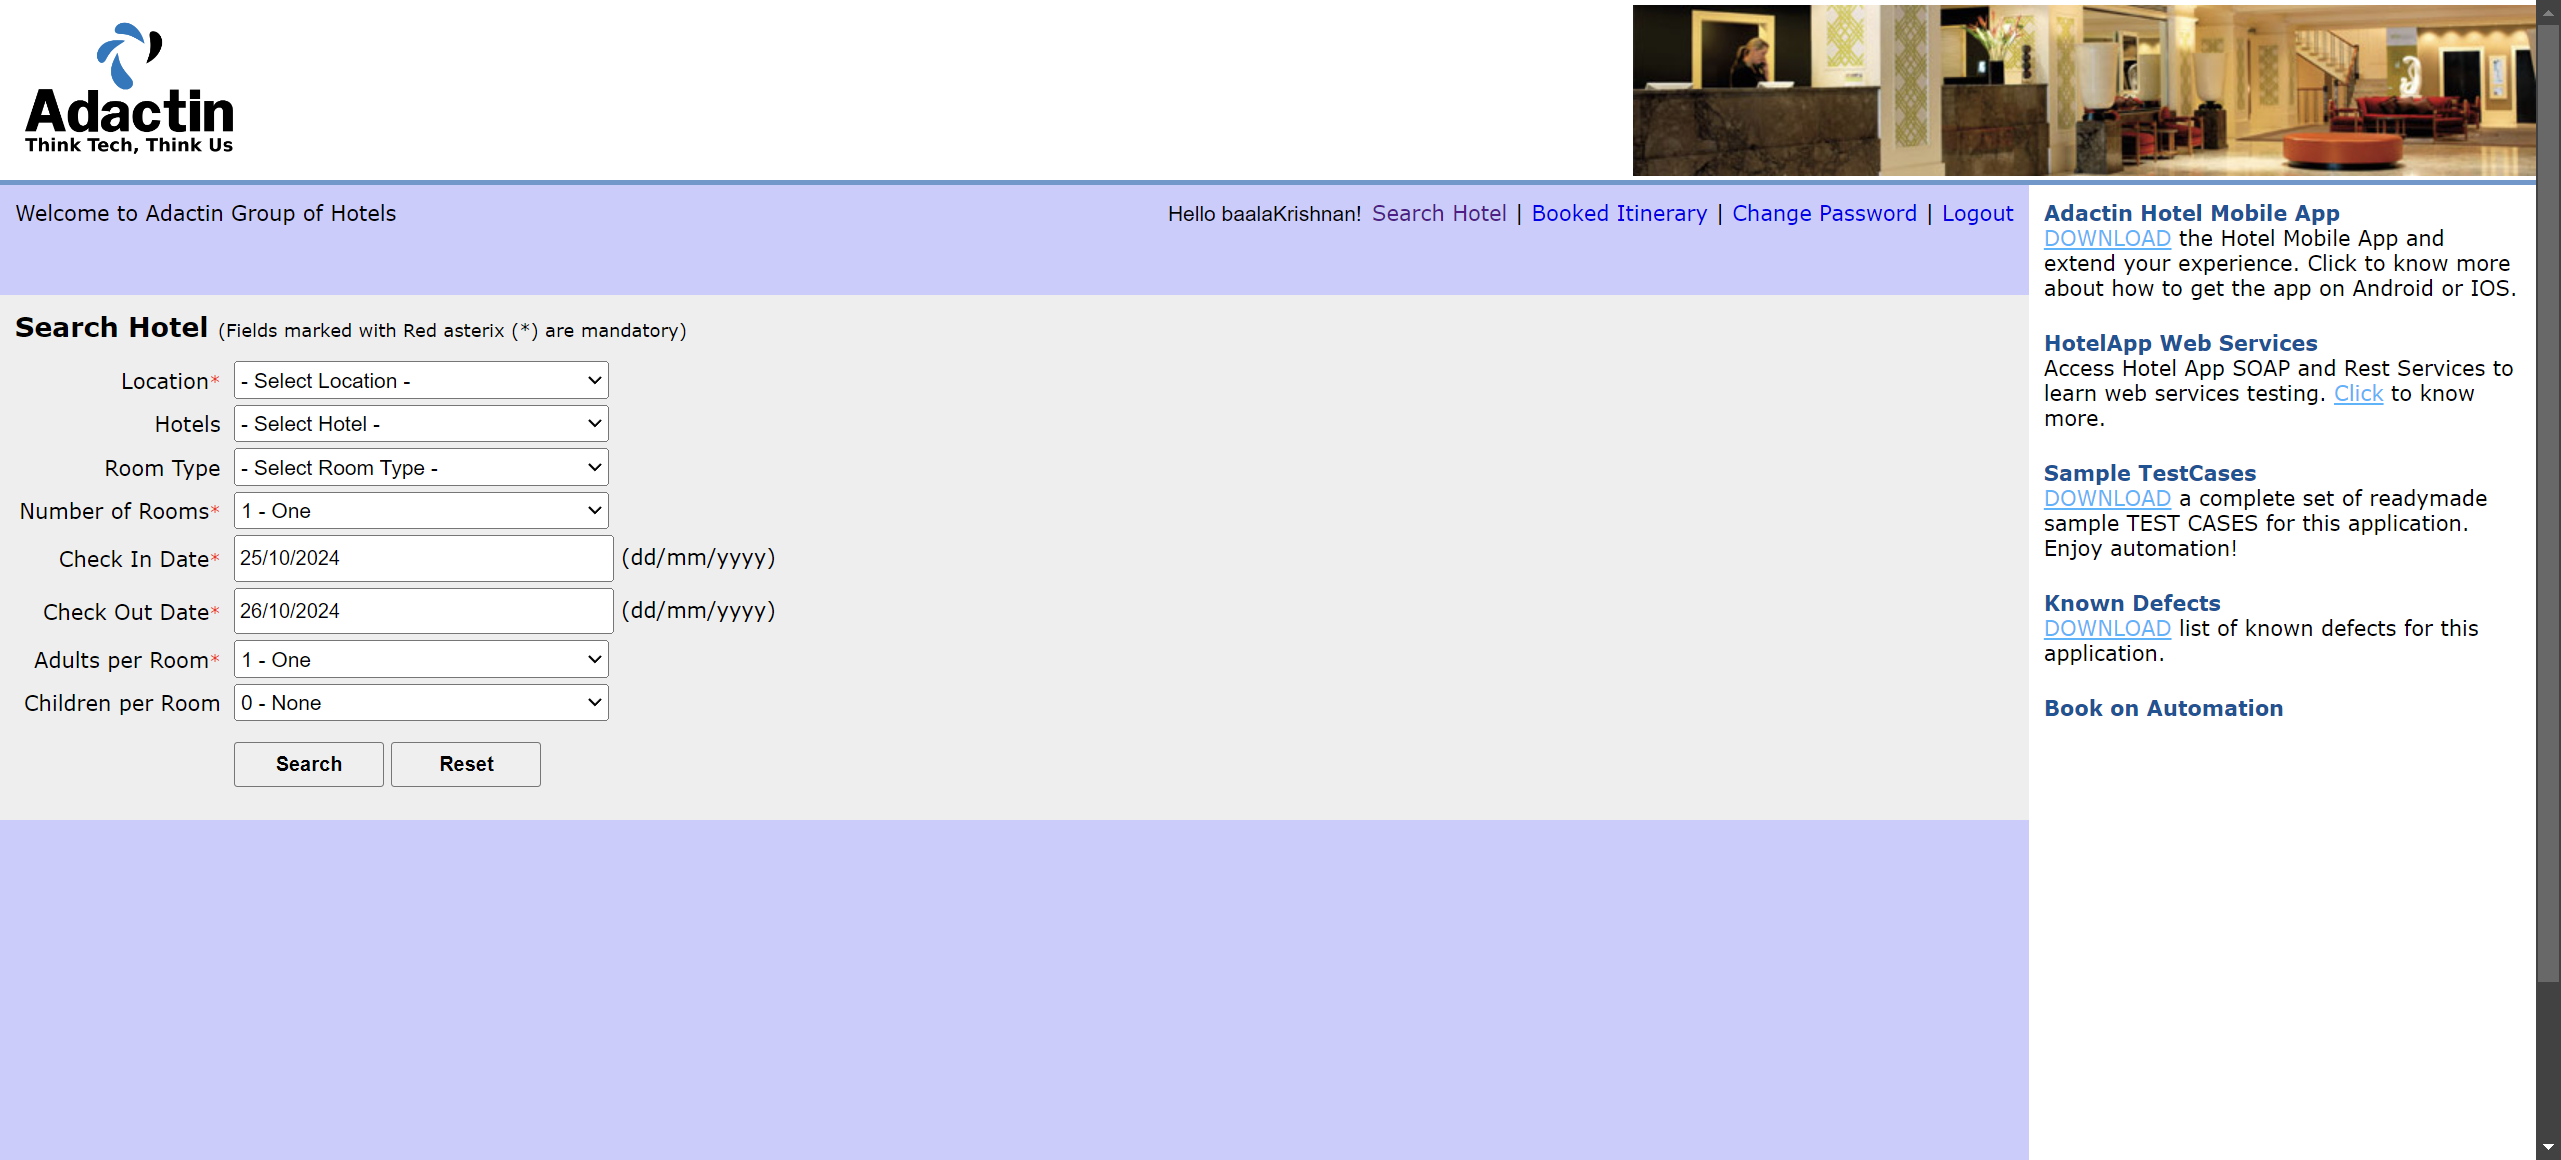 Adactin
Think Tech, Think Us
Welcome to Adactin Group of Hotels
Hello baalaKrishnan! Search Hotel | Booked Itinerary | Change Password | Logout
Search Hotel (Fields marked with Red asterix (*) are mandatory)
Location* - Select Location -
Hotels - Select Hotel -
Room Type - Select Room Type -
Number of Rooms* 1 - One
Check In Date* 25/10/2024 (dd/mm/yyyy)
Check Out Date* 26/10/2024 (dd/mm/yyyy)
Adults per Room* 1 - One
Children per Room 0 - None
Search Reset
Adactin Hotel Mobile App
DOWNLOAD the Hotel Mobile App and
extend your experience. Click to know more
about how to get the app on Android or IOS.
HotelApp Web Services
Access Hotel App SOAP and Rest Services to
learn web services testing. Click to know
more.
Sample TestCases
DOWNLOAD a complete set of readymade
sample TEST CASES for this application.
Enjoy automation!
Known Defects
DOWNLOAD list of known defects for this
application.
Book on Automation